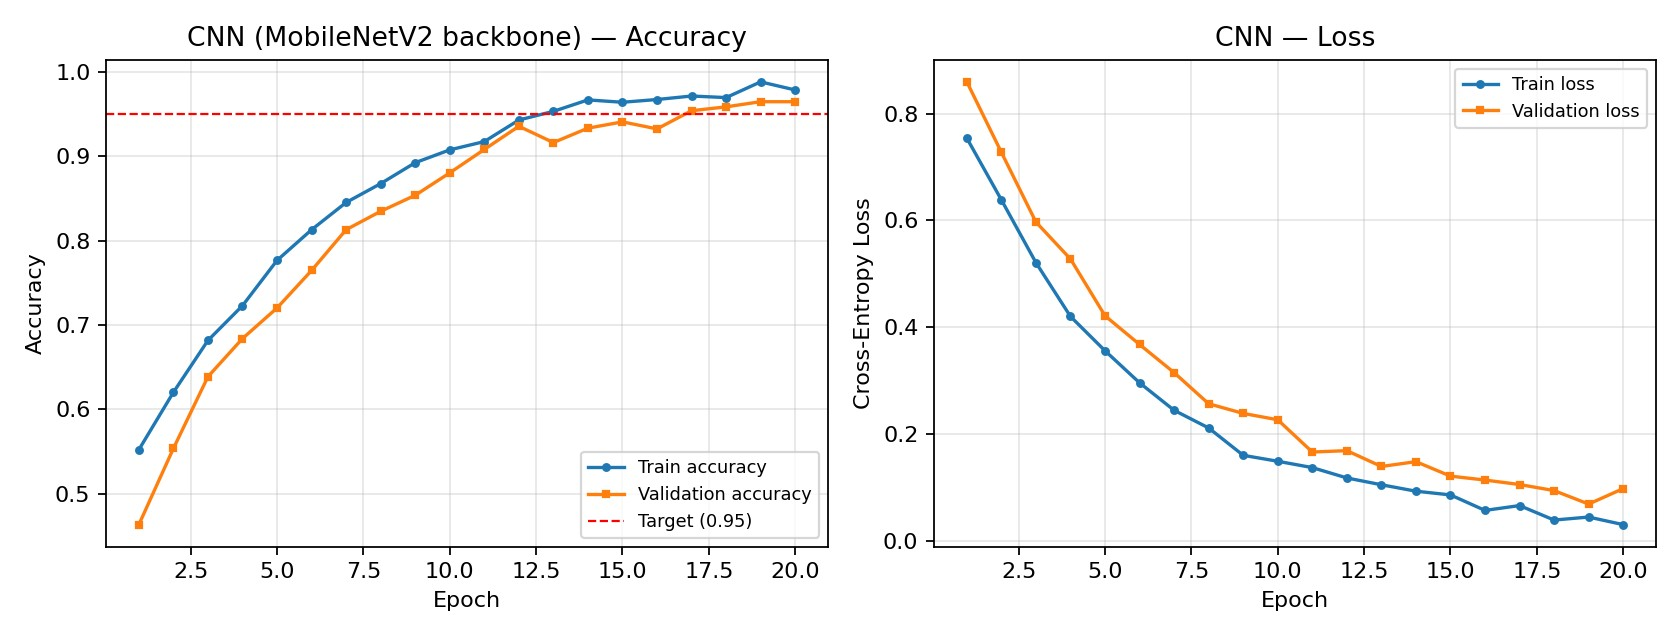 CNN (MobileNetV2 backbone) — Accuracy
1.0
0.9
0.8
0.7
0.6
0.5
Accuracy
Train accuracy
Validation accuracy
Target (0.95)
2.5 5.0 7.5 10.0 12.5 15.0 17.5 20.0
Epoch
CNN — Loss
0.8
0.6
0.4
0.2
0.0
Cross-Entropy Loss
Train loss
Validation loss
2.5 5.0 7.5 10.0 12.5 15.0 17.5 20.0
Epoch